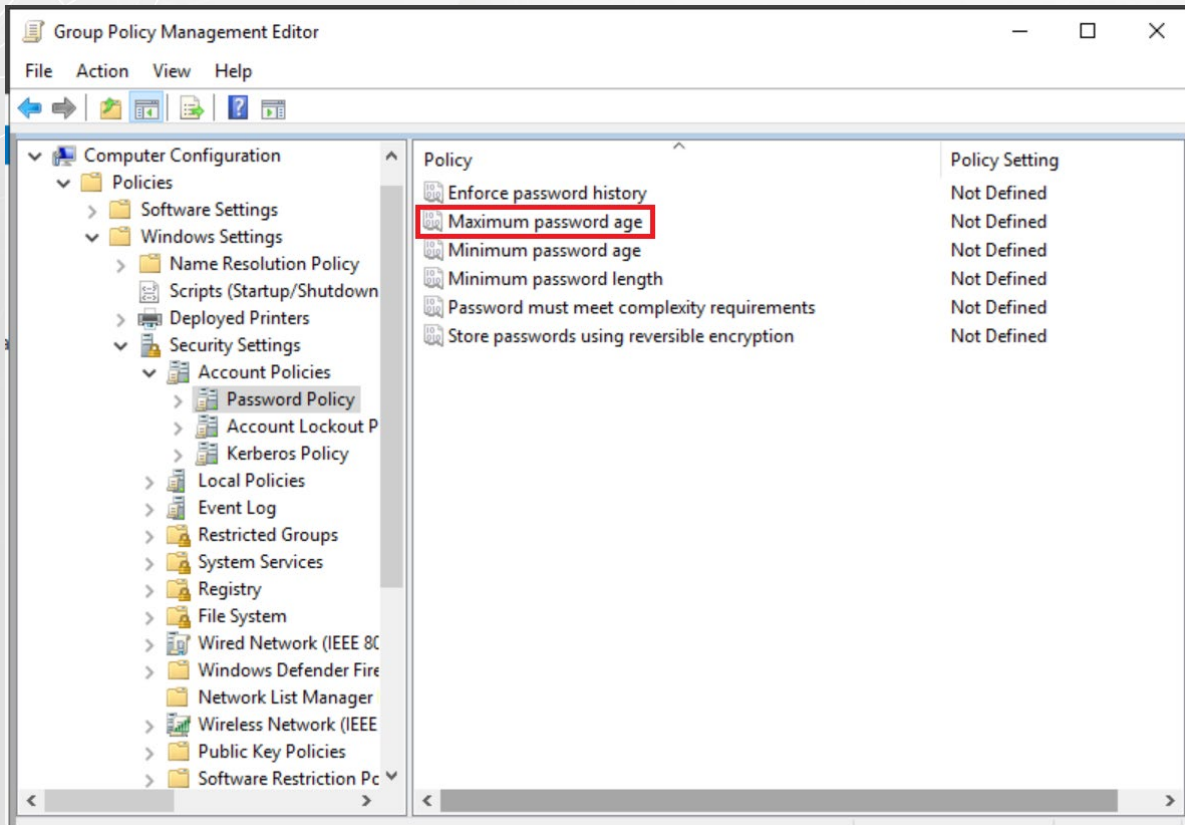 Group Policy Management Editor
File Action View Help
Computer Configuration
Policies
Software Settings
Windows Settings
Name Resolution Policy
Scripts (Startup/Shutdown
Deployed Printers
Security Settings
Account Policies
Password Policy
Account Lockout P
Kerberos Policy
Local Policies
Event Log
Restricted Groups
System Services
Registry
File System
Wired Network (IEEE 80
Windows Defender Fire
Network List Manager
Wireless Network (IEEE
Public Key Policies
Software Restriction Pc
Policy Policy Setting
Enforce password history Not Defined
Maximum password age Not Defined
Minimum password age Not Defined
Minimum password length Not Defined
Password must meet complexity requirements Not Defined
Store passwords using reversible encryption Not Defined